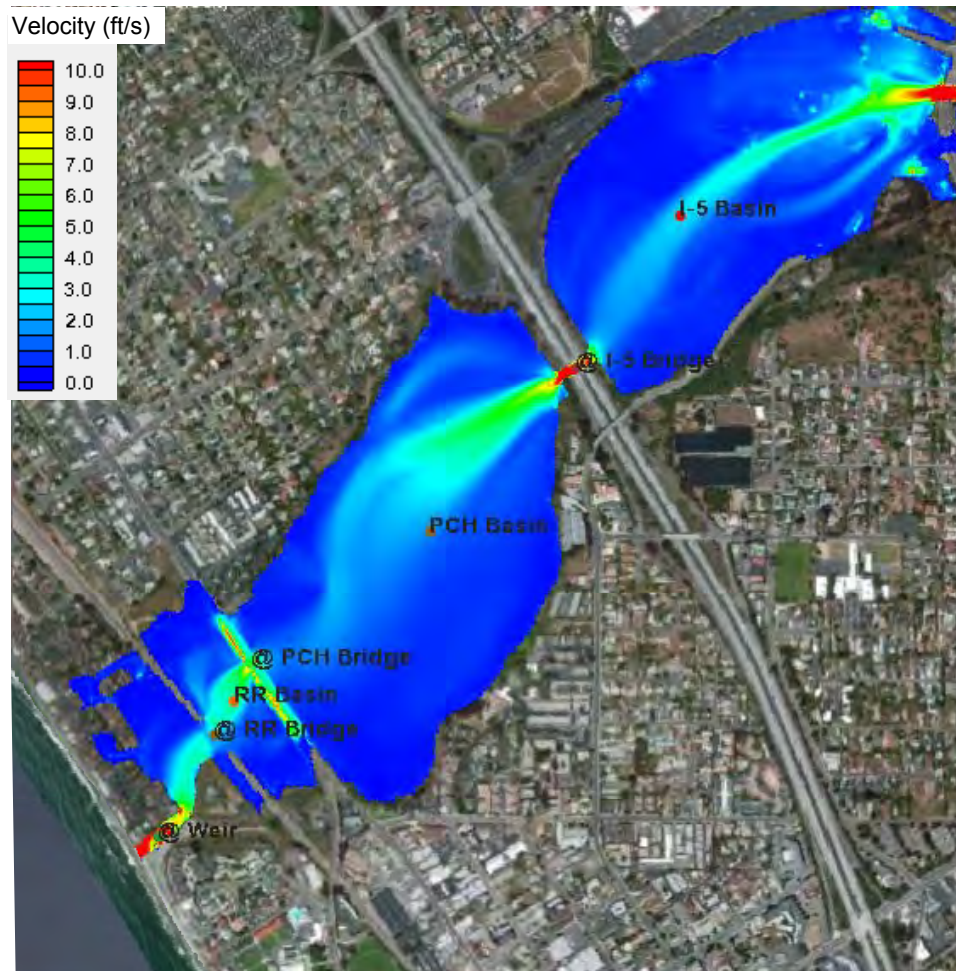 Velocity (ft/s)
10.0
9.0
8.0
7.0
6.0
5.0
4.0
3.0
2.0
1.0
0.0
I-5 Basin
@ I-5 Bridge
PCH Basin
@ PCH Bridge
RR Basin
@ RR Bridge
@ Weir